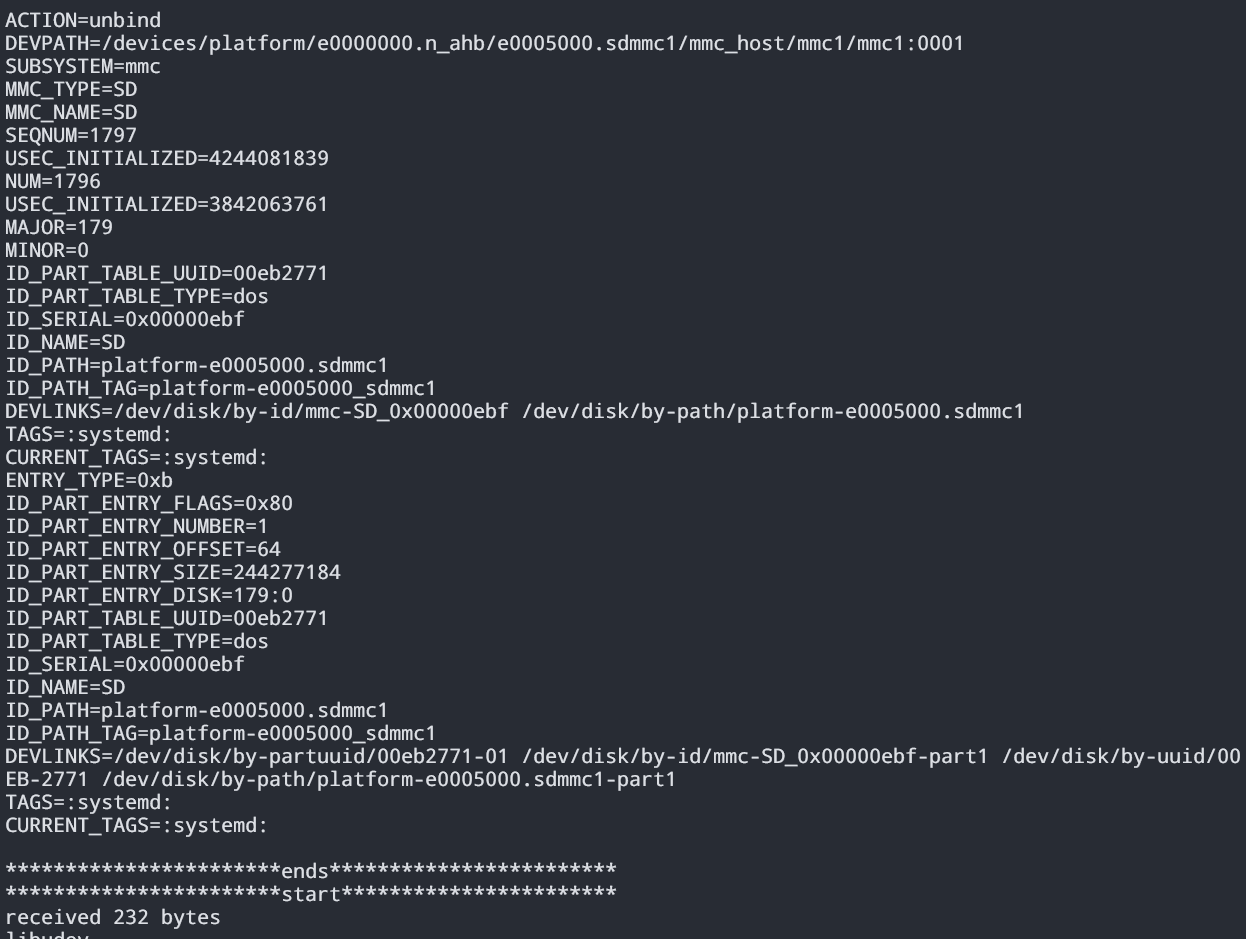 ACTION=unbind
DEVPATH=/devices/platform/e0000000.n_ahb/e0005000.sdmmc1/mmc_host/mmc1/mmc1:0001
SUBSYSTEM=mmc
MMC_TYPE=SD
MMC_NAME=SD
SEQNUM=1797
USEC_INITIALIZED=4244081839
NUM=1796
USEC_INITIALIZED=3842063761
MAJOR=179
MINOR=0
ID_PART_TABLE_UUID=00eb2771
ID_PART_TABLE_TYPE=dos
ID_SERIAL=0x00000ebf
ID_NAME=SD
ID_PATH=platform-e0005000.sdmmc1
ID_PATH_TAG=platform-e0005000_sdmmc1
DEVLINKS=/dev/disk/by-id/mmc-SD_0x00000ebf /dev/disk/by-path/platform-e0005000.sdmmc1
TAGS=:systemd:
CURRENT_TAGS=:systemd:
ENTRY_TYPE=0xb
ID_PART_ENTRY_FLAGS=0x80
ID_PART_ENTRY_NUMBER=1
ID_PART_ENTRY_OFFSET=64
ID_PART_ENTRY_SIZE=244277184
ID_PART_ENTRY_DISK=179:0
ID_PART_TABLE_UUID=00eb2771
ID_PART_TABLE_TYPE=dos
ID_SERIAL=0x00000ebf
ID_NAME=SD
ID_PATH=platform-e0005000.sdmmc1
ID_PATH_TAG=platform-e0005000_sdmmc1
DEVLINKS=/dev/disk/by-partuuid/00eb2771-01 /dev/disk/by-id/mmc-SD_0x00000ebf-part1 /dev/disk/by-uuid/00
EB-2771 /dev/disk/by-path/platform-e0005000.sdmmc1-part1
TAGS=:systemd:
CURRENT_TAGS=:systemd:
***********************ends************************
***********************start***********************
received 232 bytes
libudev